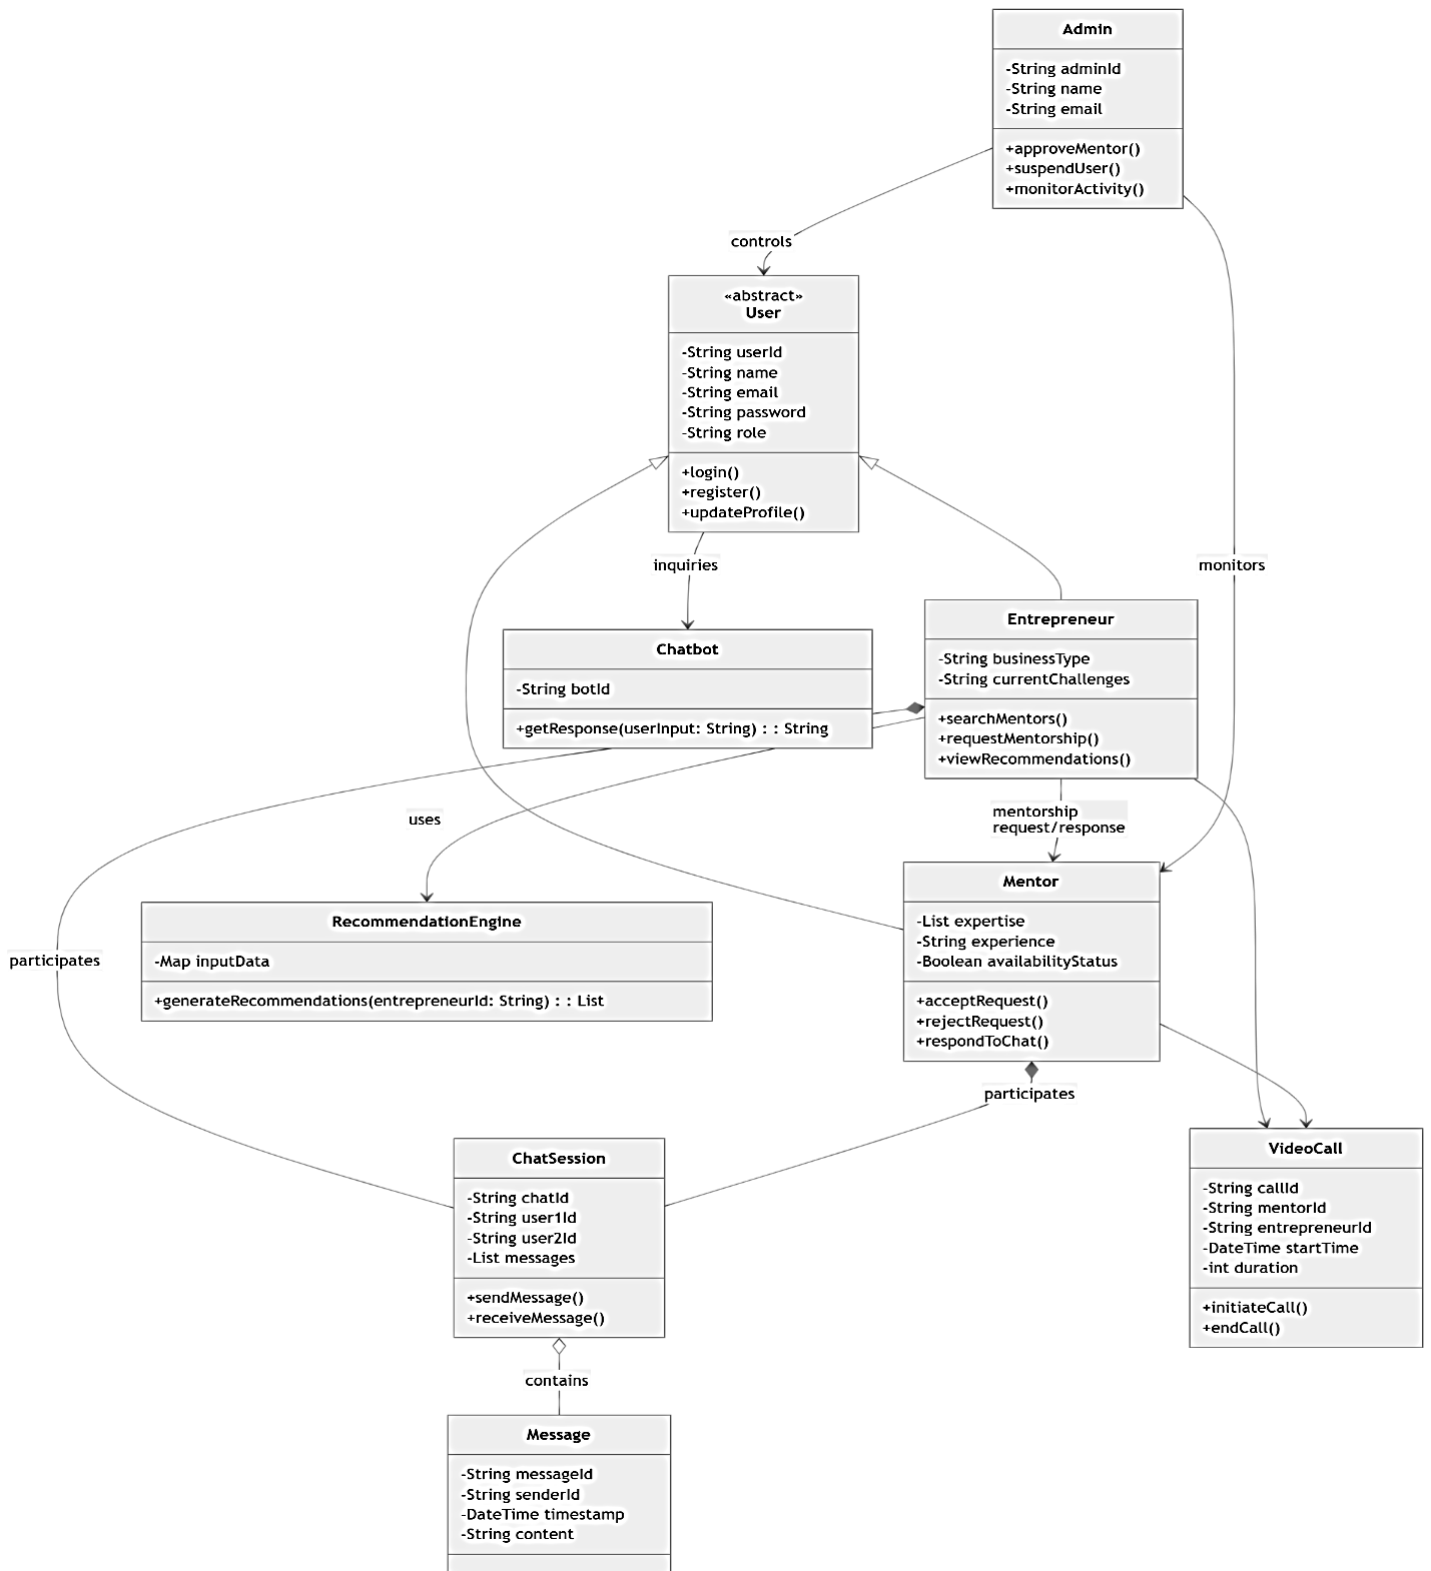 Admin
-String adminId
-String name
-String email
+approveMentor()
+suspendUser()
+monitorActivity()
controls
«abstract»
User
-String userId
-String name
-String email
-String password
-String role
+login()
+register()
+updateProfile()
inquiries
monitors
Chatbot
-String botId
+getResponse(userInput: String) : : String
Entrepreneur
-String businessType
-String currentChallenges
+searchMentors()
+requestMentorship()
+viewRecommendations()
uses
mentorship
request/response
participates
RecommendationEngine
-Map inputData
+generateRecommendations(entrepreneurId: String) : : List
Mentor
-List expertise
-String experience
-Boolean availabilityStatus
+acceptRequest()
+rejectRequest()
+respondToChat()
participates
ChatSession
-String chatId
-String user1Id
-String user2Id
-List messages
+sendMessage()
+receiveMessage()
VideoCall
-String callId
-String mentorId
-String entrepreneurId
-DateTime startTime
-int duration
+initiateCall()
+endCall()
contains
Message
-String messageId
-String senderId
-DateTime timestamp
-String content